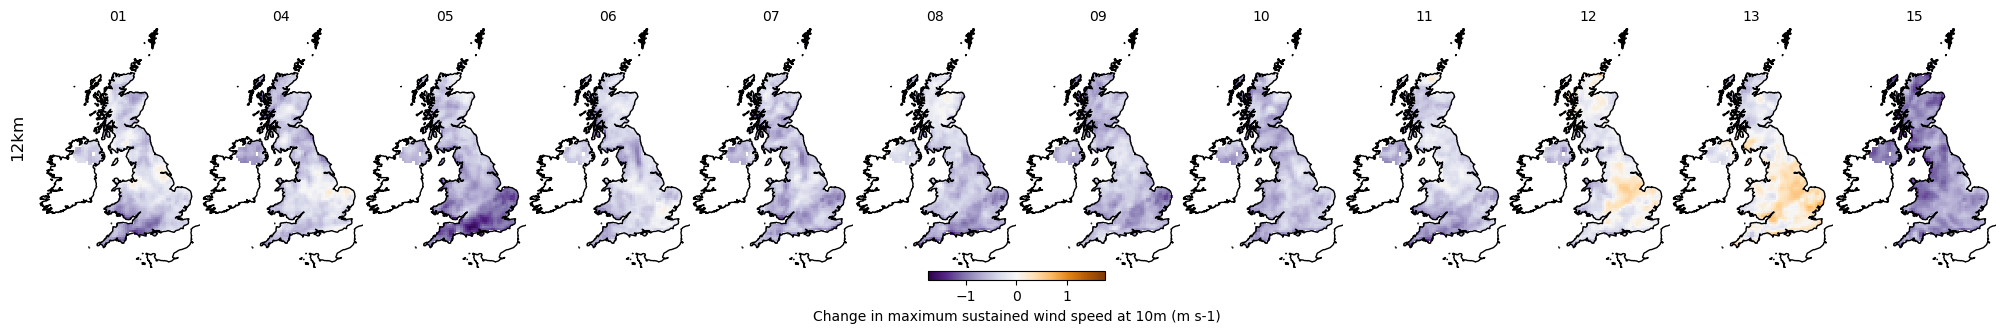 01 04 05 06 07 08 09 10 11 12 13 15
12km
−1 0 1
Change in maximum sustained wind speed at 10m (m s-1)